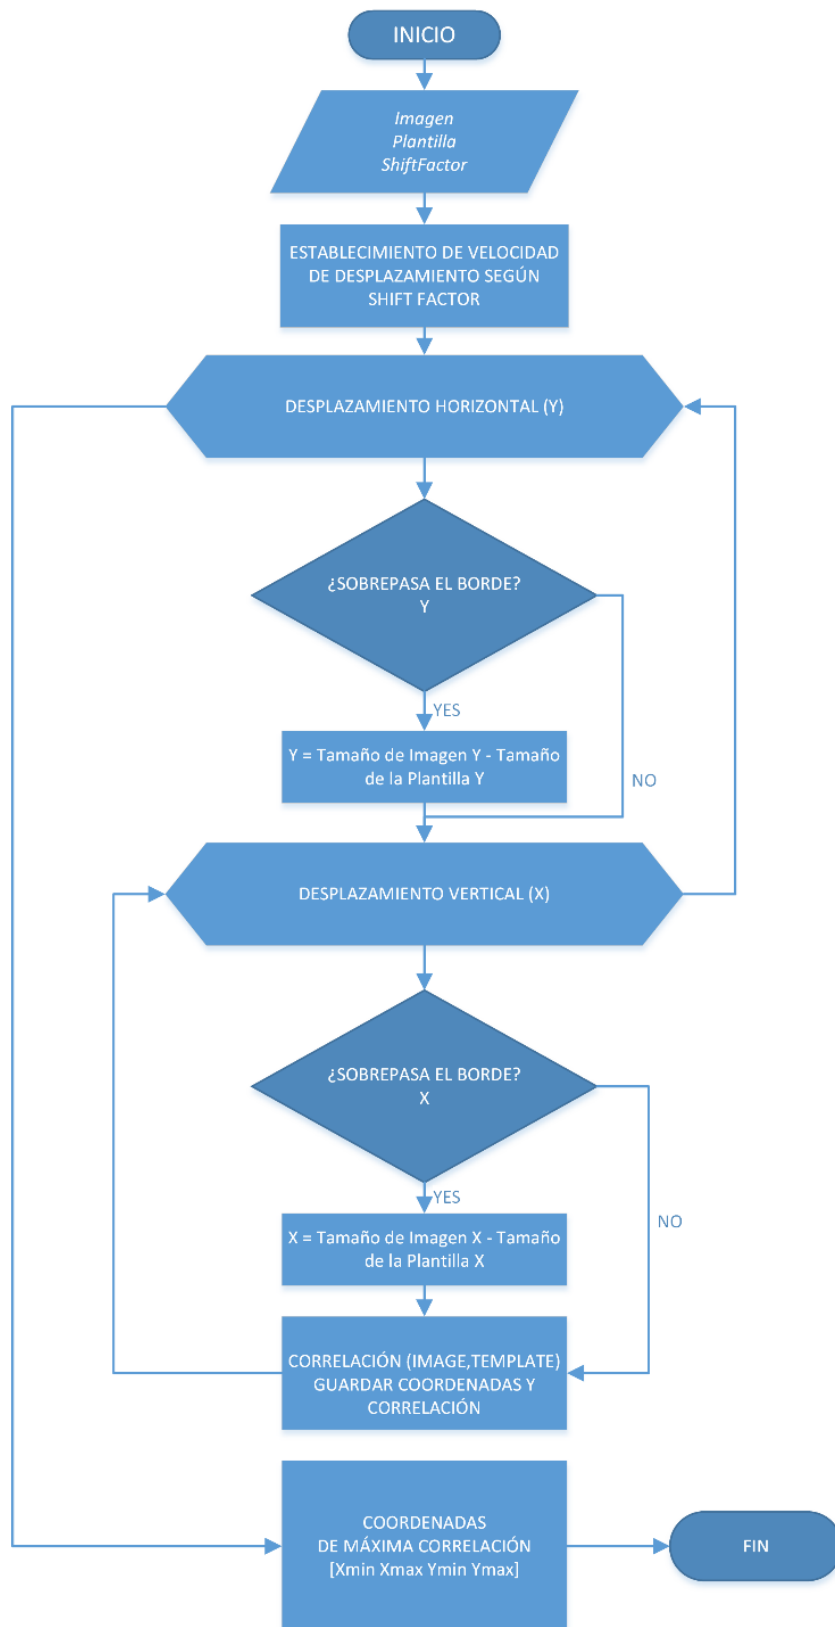 INICIO
Imagen
Plantilla
ShiftFactor
ESTABLECIMIENTO DE VELOCIDAD
DE DESPLAZAMIENTO SEGÚN
SHIFT FACTOR
DESPLAZAMIENTO HORIZONTAL (Y)
¿SOBREPASA EL BORDE?
Y
YES
Y = Tamaño de Imagen Y - Tamaño
de la Plantilla Y
NO
DESPLAZAMIENTO VERTICAL (X)
¿SOBREPASA EL BORDE?
X
YES
NO
X = Tamaño de Imagen X - Tamaño
de la Plantilla X
CORRELACIÓN (IMAGE,TEMPLATE)
GUARDAR COORDENADAS Y
CORRELACIÓN
COORDENADAS
DE MÁXIMA CORRELACIÓN
[Xmin Xmax Ymin Ymax]
FIN